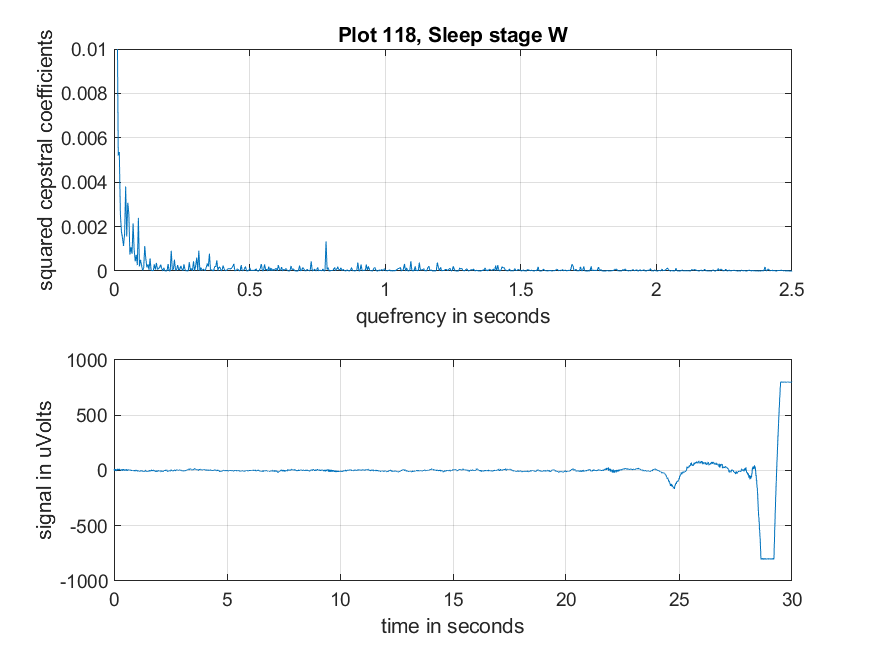 Plot 118, Sleep stage W
squared cepstral coefficients
0.01
0.008
0.006
0.004
0.002
0
0 0.5 1 1.5 2 2.5
quefrency in seconds
signal in uVolts
1000
500
0
-500
-1000
0 5 10 15 20 25 30
time in seconds